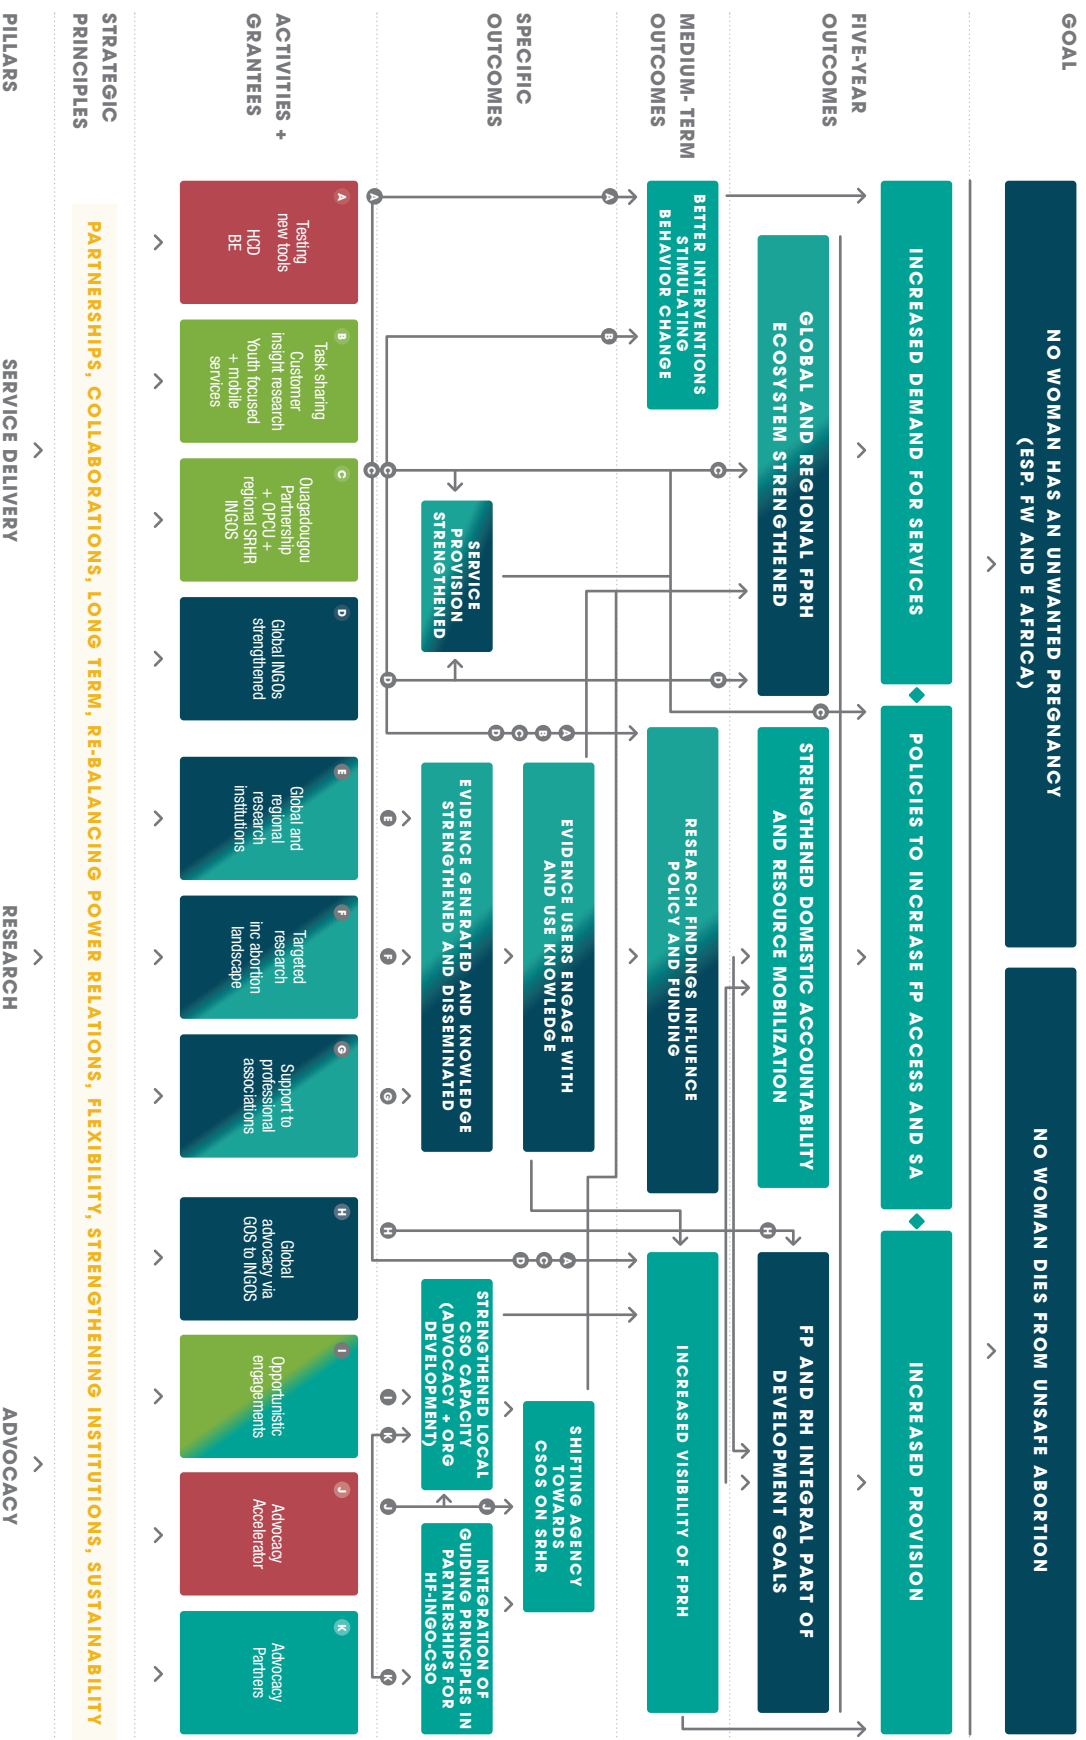 GOAL
NO WOMAN HAS AN UNWANTED PREGNANCY
(ESP. FW AND E AFRICA)
NO WOMAN DIES FROM UNSAFE ABORTION
FIVE-YEAR
OUTCOMES
INCREASED DEMAND FOR SERVICES
POLICIES TO INCREASE FP ACCESS AND SA
INCREASED PROVISION
GLOBAL AND REGIONAL FPRH
ECOSYSTEM STRENGTHENED
STRENGTHENED DOMESTIC ACCOUNTABILITY
AND RESOURCE MOBILIZATION
FP AND RH INTEGRAL PART OF
DEVELOPMENT GOALS
C
H
MEDIUM- TERM
OUTCOMES
BETTER INTERVENTIONS
STIMULATING
BEHAVIOR CHANGE
RESEARCH FINDINGS INFLUENCE
POLICY AND FUNDING
INCREASED VISIBILITY OF FPRH
C
D
SPECIFIC
OUTCOMES
A
B
SERVICE
PROVISION
STRENGTHENED
EVIDENCE USERS ENGAGE WITH
AND USE KNOWLEDGE
EVIDENCE GENERATED AND KNOWLEDGE
STRENGTHENED AND DISSEMINATED
SHIFTING AGENCY
TOWARDS
CSOS ON SRHR
STRENGTHENED LOCAL
CSO CAPACITY
(ADVOCACY + ORG
DEVELOPMENT)
INTEGRATION OF
GUIDING PRINCIPLES IN
PARTNERSHIPS FOR
HF-INGO-CSO
A
B
C
D
A
C
D
J
C
D
E
F
G
H
I
K
J
K
A
C
ACTIVITIES +
GRANTEES
A
Testing
new tools
HCD
BE
B
Task sharing
Customer
insight research
Youth focused
+ mobile
services
C
Ouagadougou
Partnership
+ OPCU +
regional SRHR
INGOS
D
Global INGOs
strengthened
E
Global and
regional
research
institutions
F
Targeted
research
inc abortion
landscape
G
Support to
professional
associations
H
Global
advocacy via
GOS to INGOS
I
Opportunistic
engagements
J
Advocacy
Accelerator
K
Advocacy
Partners
STRATEGIC
PRINCIPLES
PARTNERSHIPS, COLLABORATIONS, LONG TERM, RE-BALANCING POWER RELATIONS, FLEXIBILITY, STRENGTHENING INSTITUTIONS, SUSTAINABILITY
PILLARS
SERVICE DELIVERY
RESEARCH
ADVOCACY